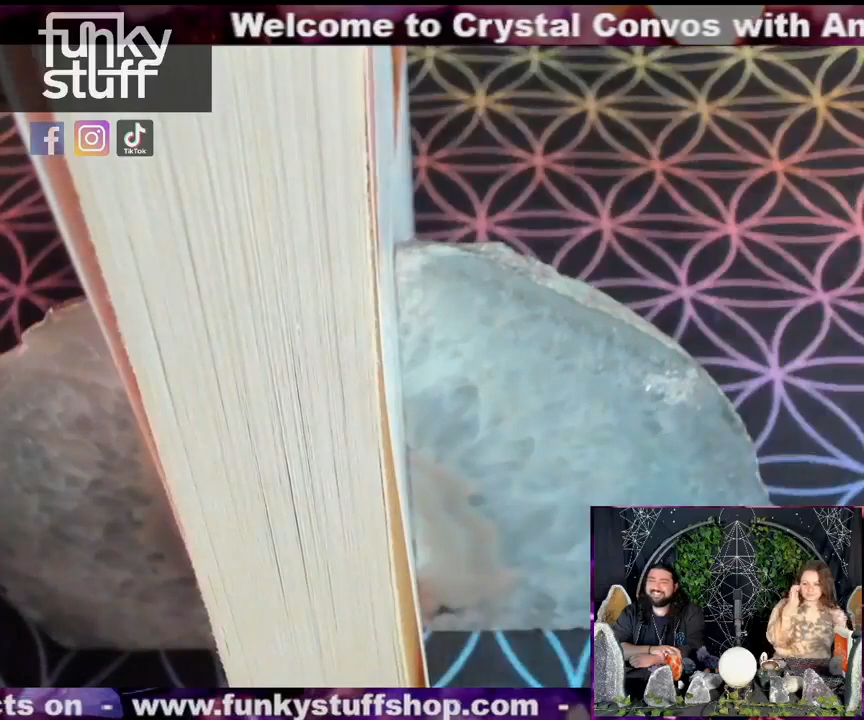 Welcome to Crystal Convos with An
funky
stuff
TikTok
cts on - www.funkystuffshop.com -